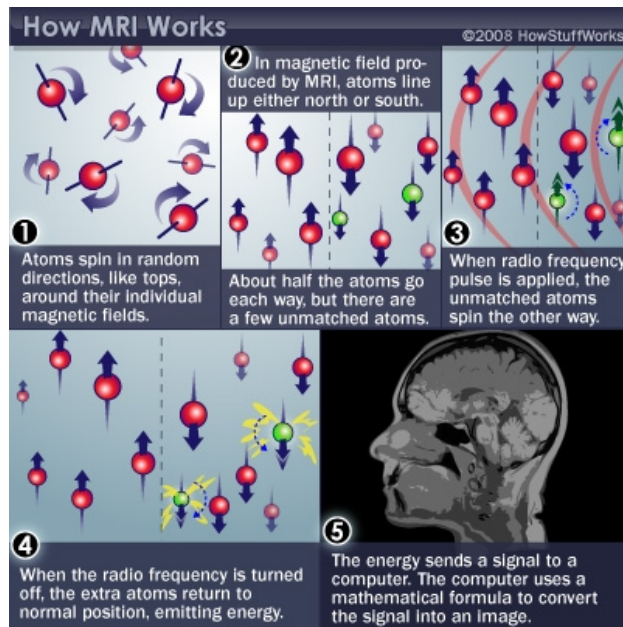 How MRI Works
©2008 HowStuffWorks
1
Atoms spin in random
directions, like tops,
around their individual
magnetic fields.
2
In magnetic field pro-
duced by MRI, atoms line
up either north or south.
About half the atoms go
each way, but there are
a few unmatched atoms.
3
When radio frequency
pulse is applied, the
unmatched atoms
spin the other way.
4
When the radio frequency is turned
off, the extra atoms return to
normal position, emitting energy.
5
The energy sends a signal to a
computer. The computer uses a
mathematical formula to convert
the signal into an image.